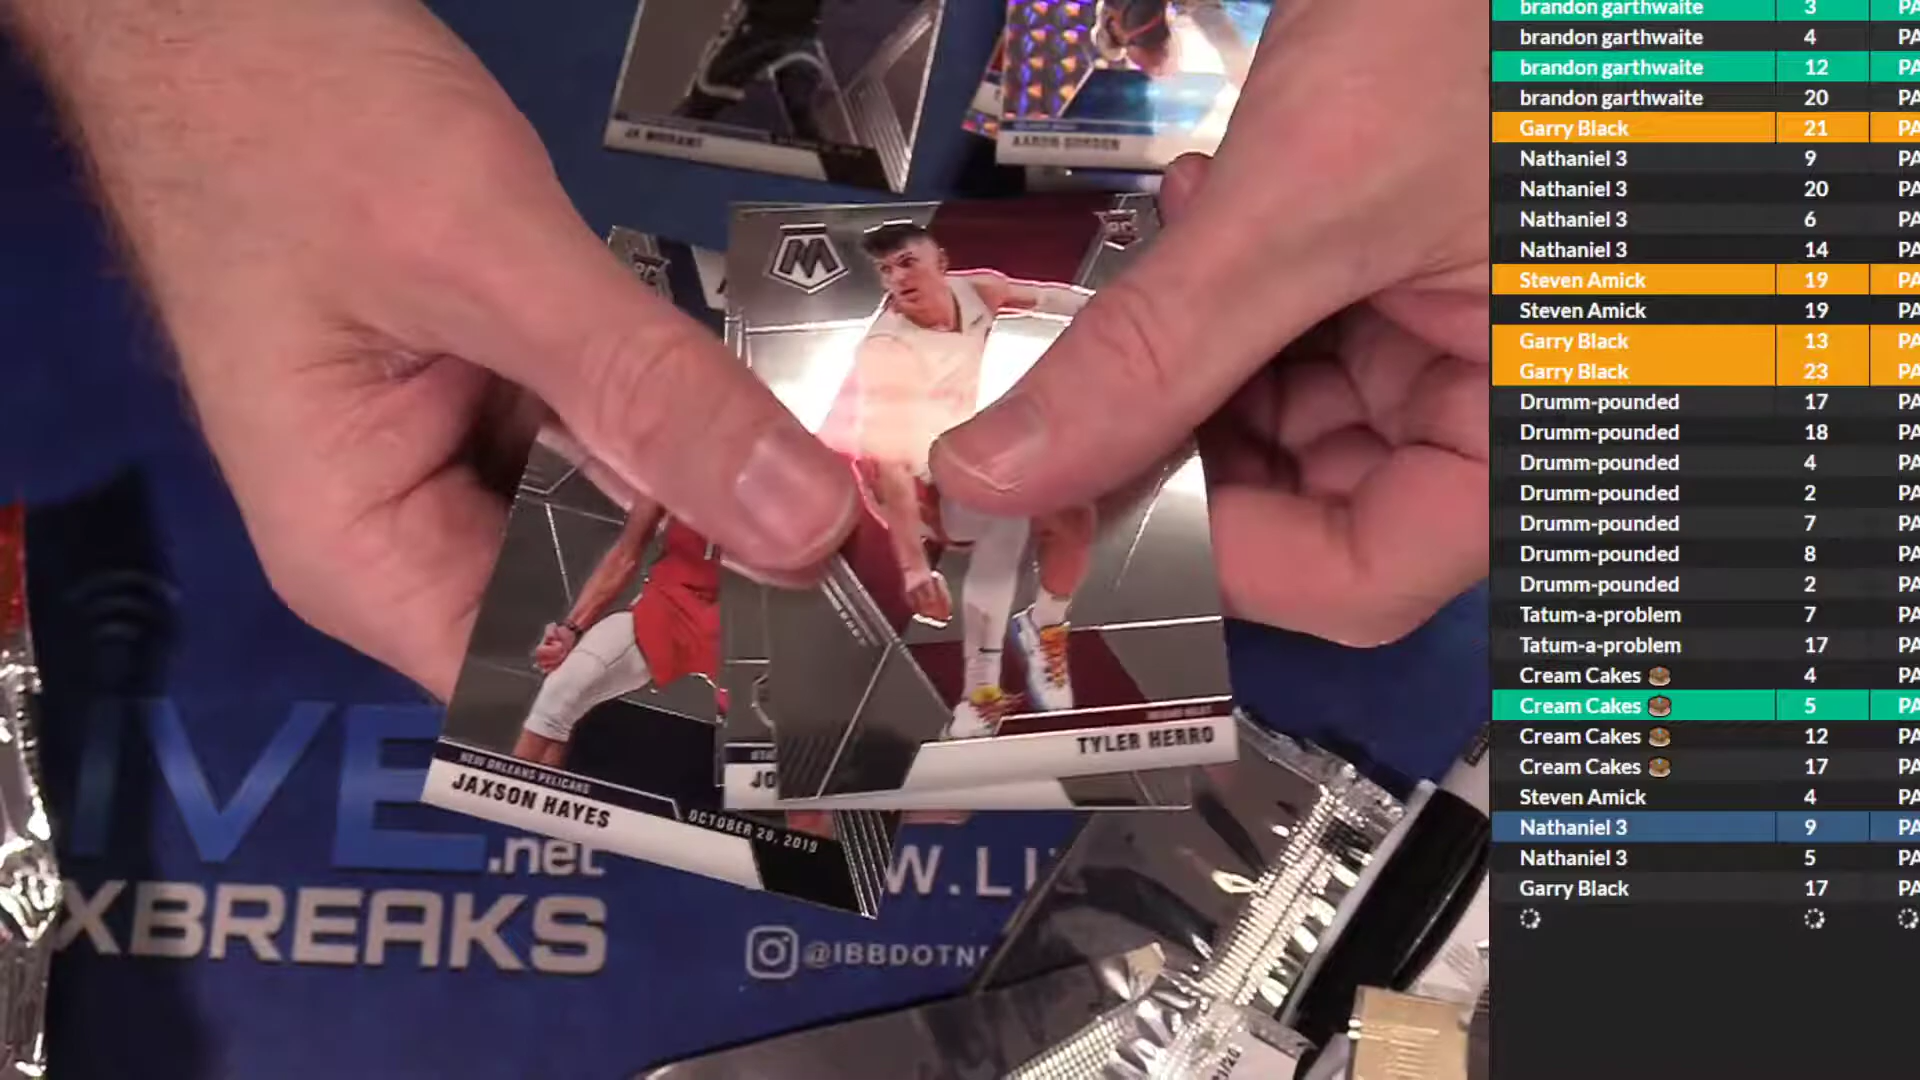 JA MORANT
AARON GORDON
RC
RC
M
TYLER HERRO
JO
NEW ORLEANS PELICANS
JAXSON HAYES
OCTOBER 28, 2019
IVE
.net
XBREAKS
W.LI
@IBBDOTN
brandon garthwaite 3 PA
brandon garthwaite 4 PA
brandon garthwaite 12 PA
brandon garthwaite 20 PA
Garry Black 21 PA
Nathaniel 3 9 PA
Nathaniel 3 20 PA
Nathaniel 3 6 PA
Nathaniel 3 14 PA
Steven Amick 19 PA
Steven Amick 19 PA
Garry Black 13 PA
Garry Black 23 PA
Drumm-pounded 17 PA
Drumm-pounded 18 PA
Drumm-pounded 4 PA
Drumm-pounded 2 PA
Drumm-pounded 7 PA
Drumm-pounded 8 PA
Drumm-pounded 2 PA
Tatum-a-problem 7 PA
Tatum-a-problem 17 PA
Cream Cakes 4 PA
Cream Cakes 5 PA
Cream Cakes 12 PA
Cream Cakes 17 PA
Steven Amick 4 PA
Nathaniel 3 9 PA
Nathaniel 3 5 PA
Garry Black 17 PA